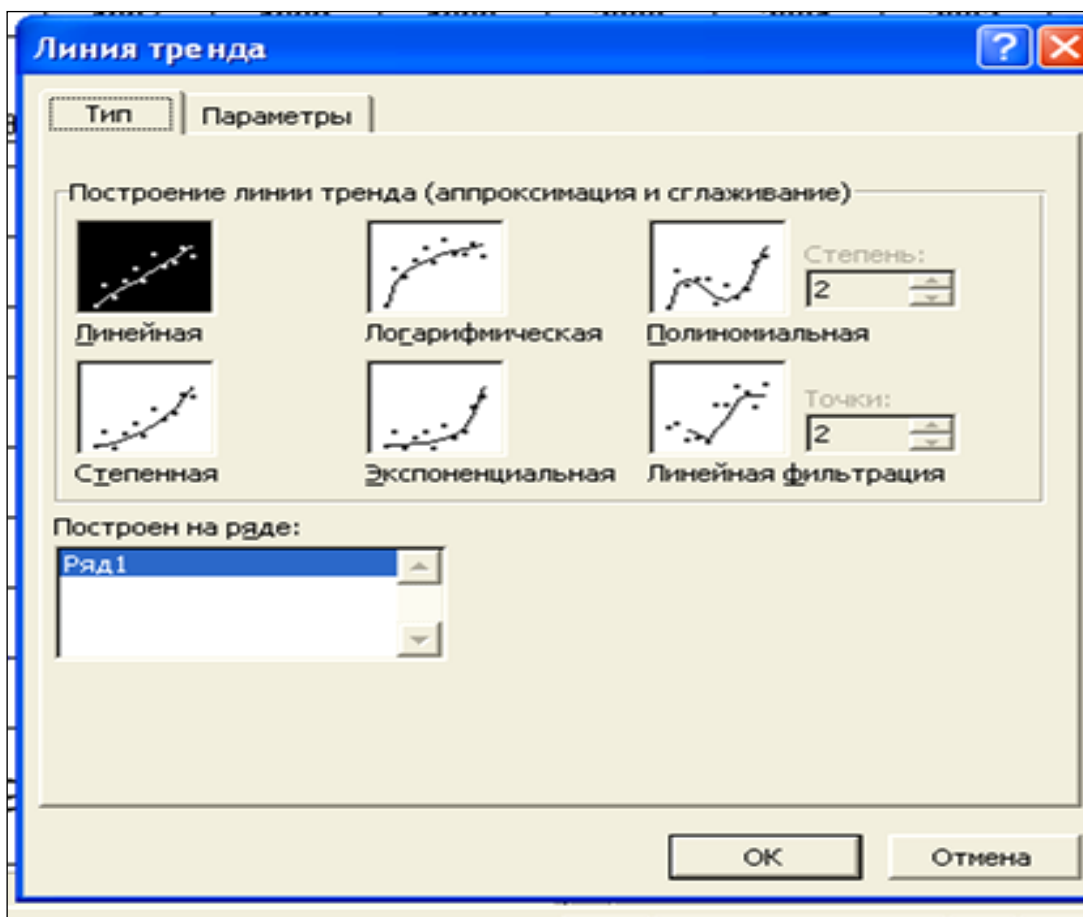 Линия тренда
Тип Параметры
Построение линии тренда (аппроксимация и сглаживание)
Степень:
2
Линейная Логарифмическая Полиномиальная
Точки:
2
Степенная Экспоненциальная Линейная фильтрация
Построен на ряде:
Ряд1
OK Отмена